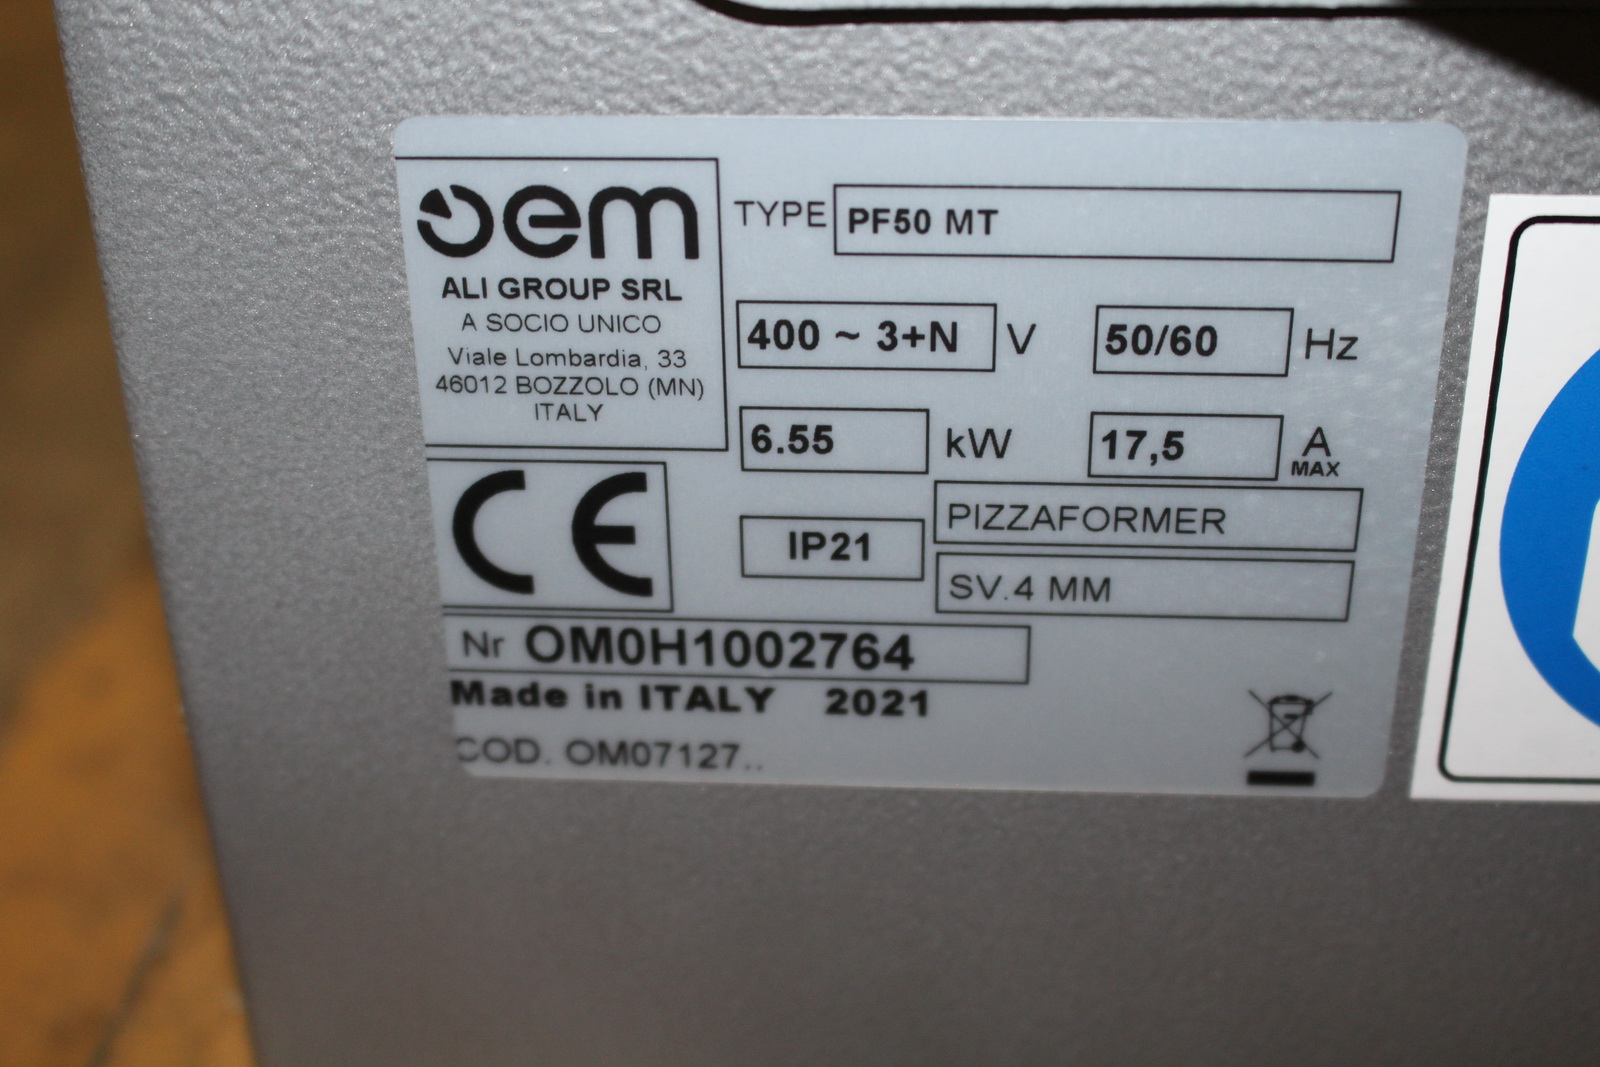 oem
ALI GROUP SRL
A SOCIO UNICO
Viale Lombardia, 33
46012 BOZZOLO (MN)
ITALY
TYPE PF50 MT
400 ~ 3+N V 50/60 Hz
6.55 kW 17,5 A MAX
CE
IP21
PIZZAFORMER
SV.4 MM
Nr OM0H1002764
Made in ITALY 2021
COD. OM07127..